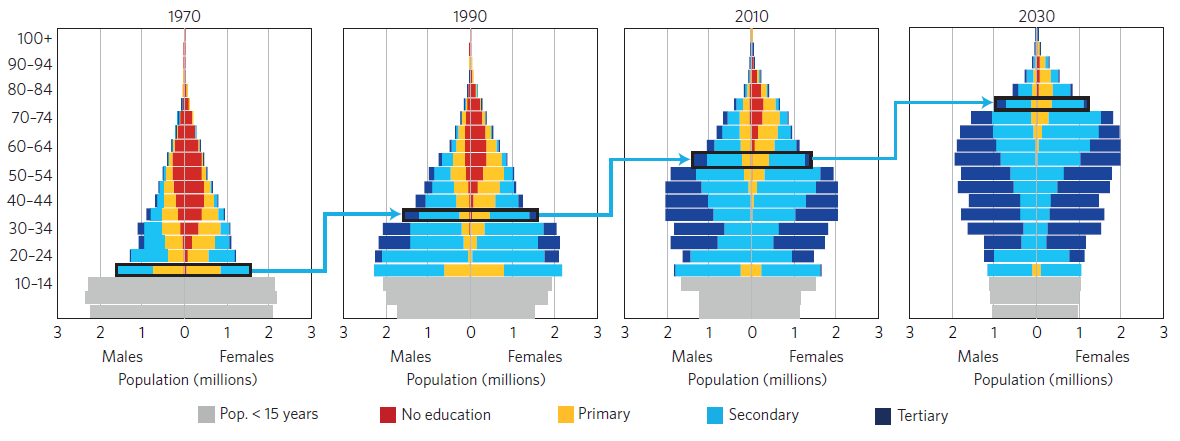 1970 1990 2010 2030
100+
90–94
80–84
70–74
60–64
50–54
40–44
30–34
20–24
10–14
3 2 1 0 1 2 3 3 2 1 0 1 2 3 3 2 1 0 1 2 3 3 2 1 0 1 2 3
Males Females Males Females Males Females Males Females
Population (millions) Population (millions) Population (millions) Population (millions)
Pop. < 15 years No education Primary Secondary Tertiary